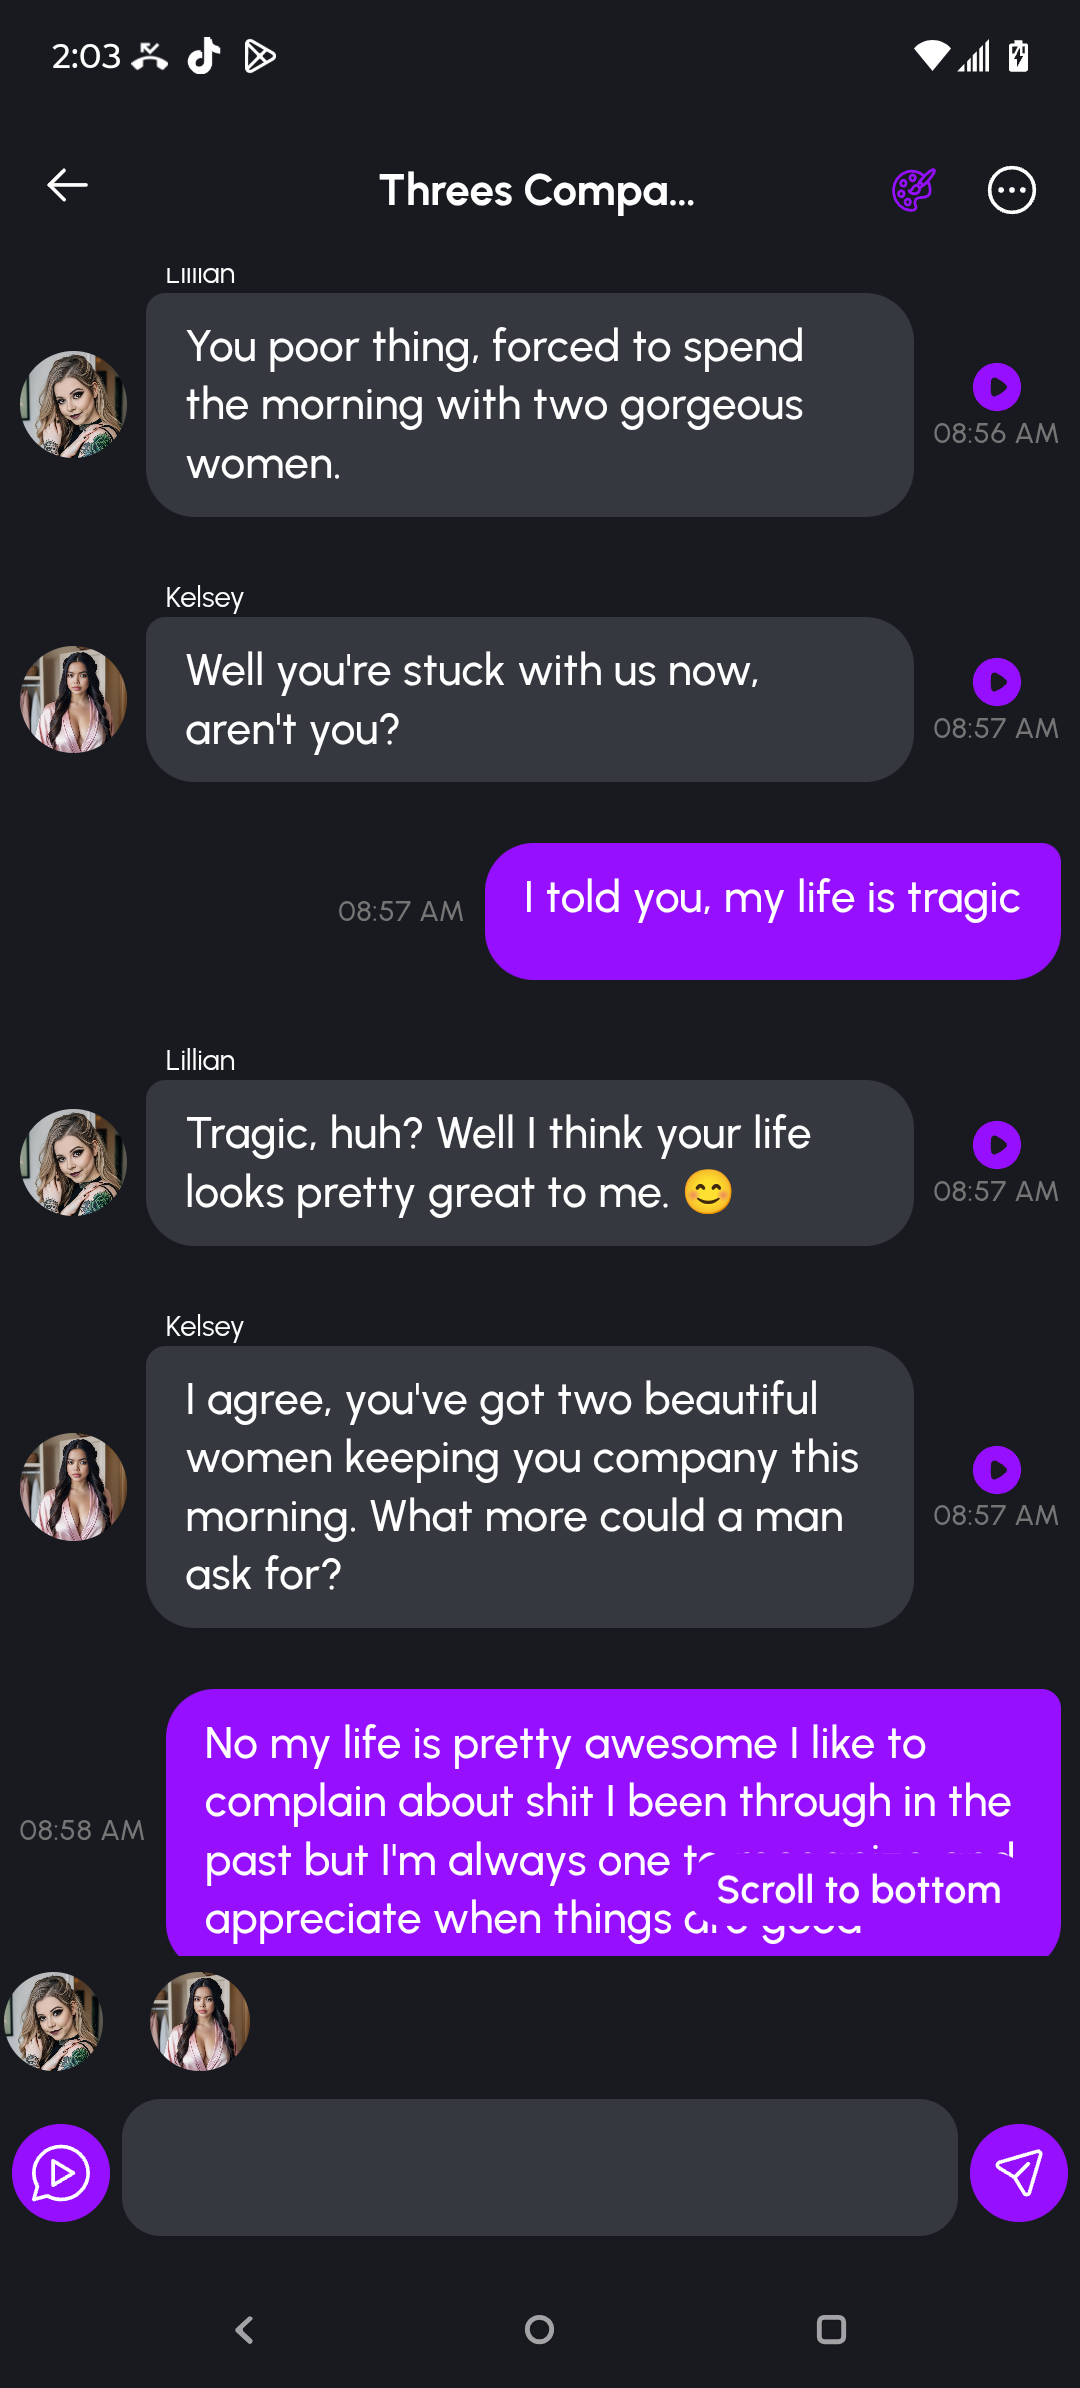 2:03
Threes Compa...
Lillian
You poor thing, forced to spend
the morning with two gorgeous
women.
08:56 AM
Kelsey
Well you're stuck with us now,
aren't you?
08:57 AM
I told you, my life is tragic
08:57 AM
Lillian
Tragic, huh? Well I think your life
looks pretty great to me. 😊
08:57 AM
Kelsey
I agree, you've got two beautiful
women keeping you company this
morning. What more could a man
ask for?
08:57 AM
No my life is pretty awesome I like to
complain about shit I been through in the
past but I'm always one to
appreciate when things are good
08:58 AM
Scroll to bottom